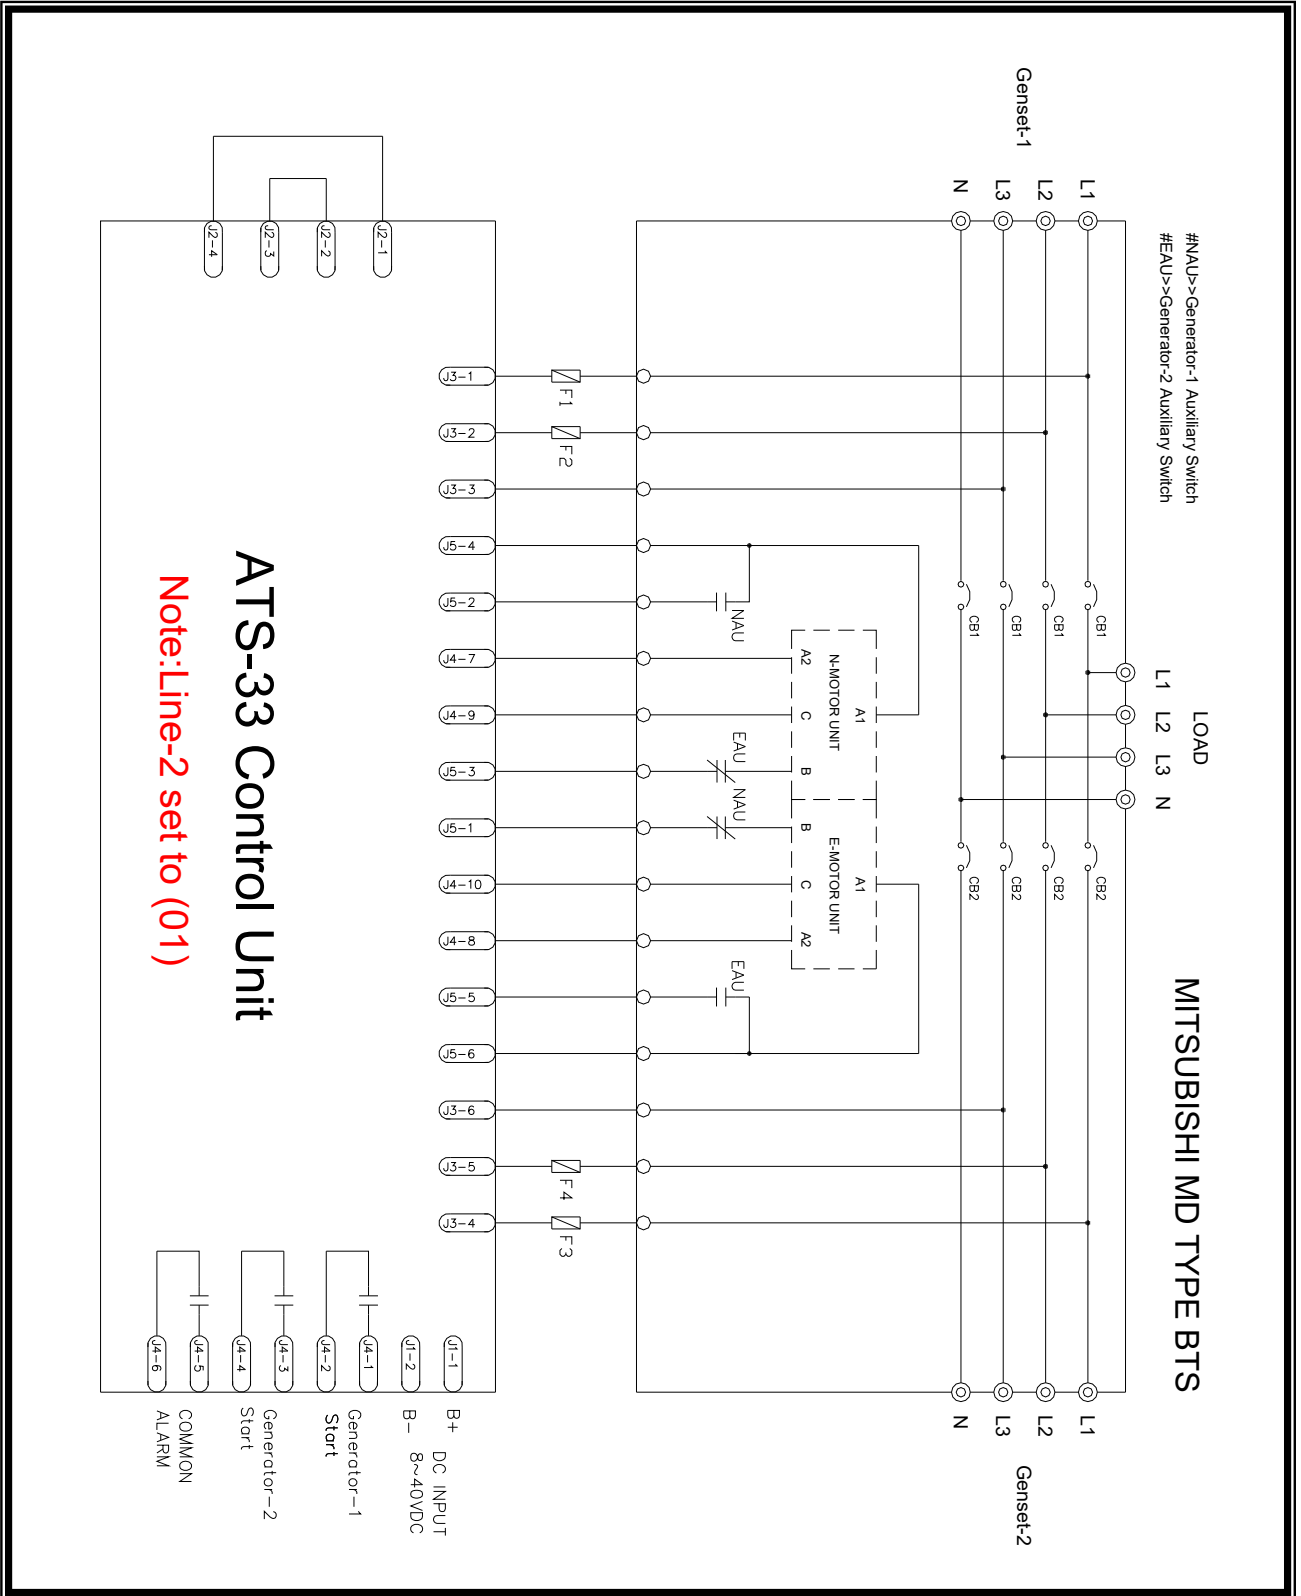 MITSUBISHI MD TYPE BTS
#NAU>>Generator-1 Auxiliary Switch
#EAU>>Generator-2 Auxiliary Switch
LOAD
L1 L2 L3 N
Genset-1
L1
L2
L3
N
CB1
CB1
CB1
CB1
CB2
CB2
CB2
CB2
L1
L2
L3
N
Genset-2
A1
N-MOTOR UNIT
A2 C B
A1
E-MOTOR UNIT
B C A2
NAU
EAU
NAU
EAU
F1
F2
F4
F3
J3-1
J3-2
J3-3
J5-4
J5-2
J4-7
J4-9
J5-3
J5-1
J4-10
J4-8
J5-5
J5-6
J3-6
J3-5
J3-4
J2-1
J2-2
J2-3
J2-4
ATS-33 Control Unit
Note:Line-2 set to (01)
J1-1
B+
J1-2
B-
DC INPUT
8~40VDC
J4-1
J4-2
Generator-1
Start
J4-3
J4-4
Generator-2
Start
J4-5
J4-6
COMMON
ALARM